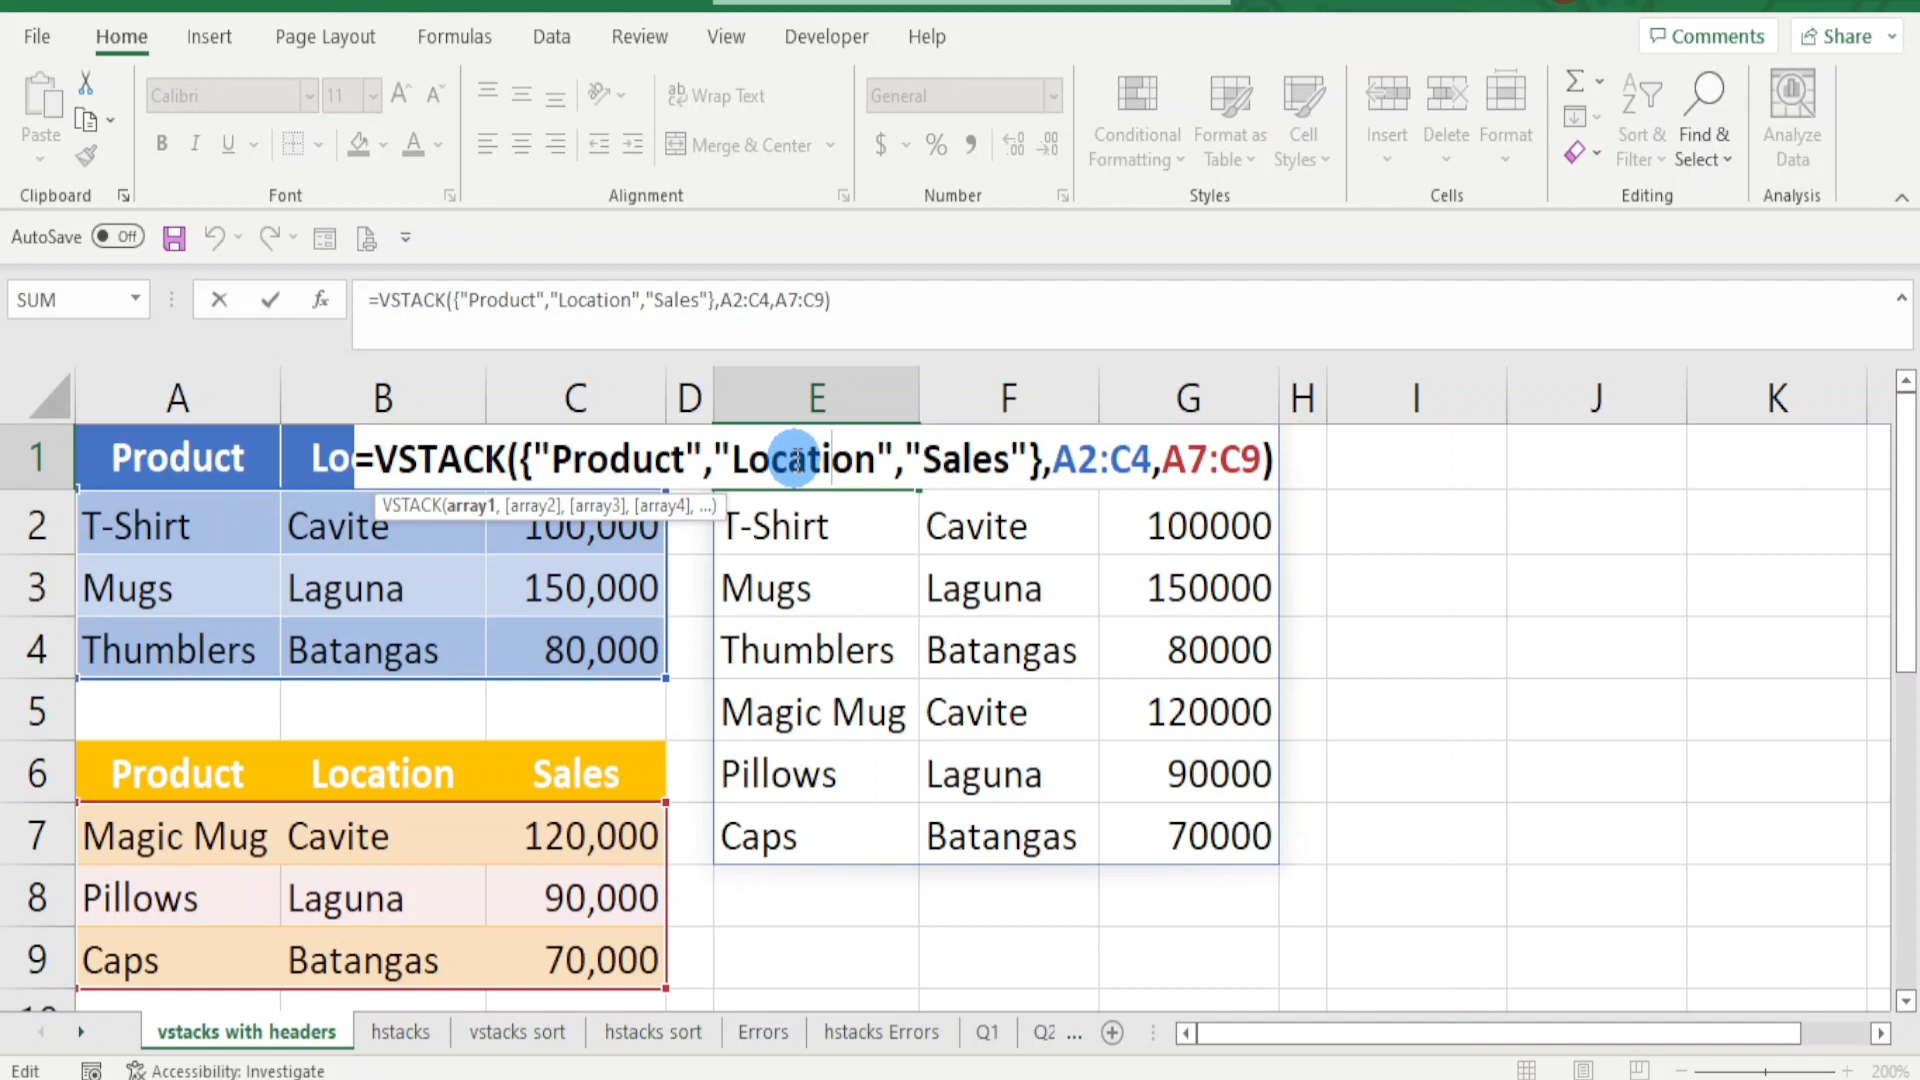 File Home Insert Page Layout Formulas Data Review View Developer Help Comments Share
Paste Calibri 11 Wrap Text General Conditional Formatting Format as Table Cell Styles Insert Delete Format Sort & Filter Find & Select Analyze Data
B I U Merge & Center $ % ,
Clipboard Font Alignment Number Styles Cells Editing Analysis
AutoSave Off
SUM fx =VSTACK({"Product","Location","Sales"},A2:C4,A7:C9)
A B C D E F G H I J K
1 Product Lo =VSTACK({"Product","Location","Sales"},A2:C4,A7:C9)
VSTACK(array1, [array2], [array3], [array4], ...)
2 T-Shirt Cavite 100,000 T-Shirt Cavite 100000
3 Mugs Laguna 150,000 Mugs Laguna 150000
4 Thumblers Batangas 80,000 Thumblers Batangas 80000
5 Magic Mug Cavite 120000
6 Product Location Sales Pillows Laguna 90000
7 Magic Mug Cavite 120,000 Caps Batangas 70000
8 Pillows Laguna 90,000
9 Caps Batangas 70,000
vstacks with headers hstacks vstacks sort hstacks sort Errors hstacks Errors Q1 Q2 ...
Edit Accessibility: Investigate 200%